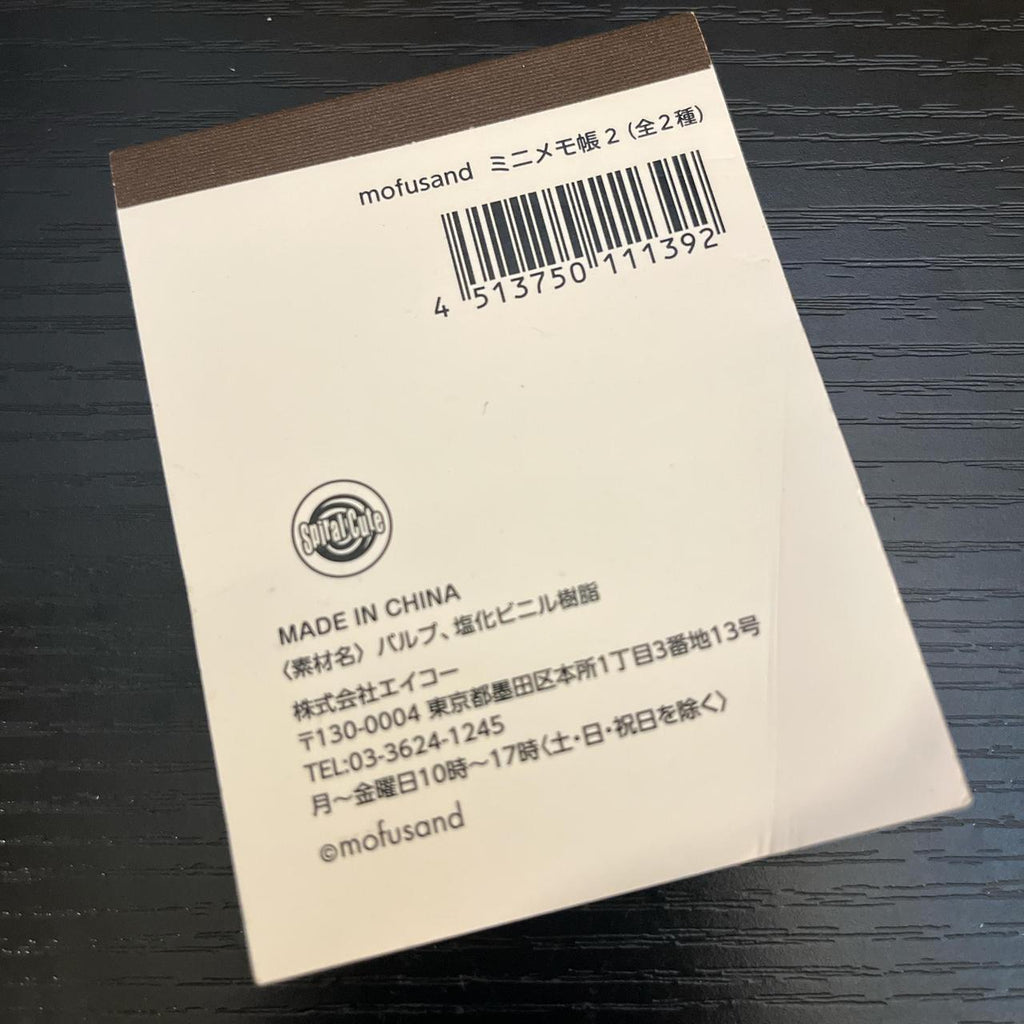 mofusand ミニメモ帳2（全2種）
4 513750 111392
Spiral Cute
MADE IN CHINA
〈素材名〉パルプ、塩化ビニル樹脂
株式会社エイコー
〒130-0004 東京都墨田区本所1丁目3番地13号
TEL:03-3624-1245
月～金曜日10時～17時〈土・日・祝日を除く〉
©mofusand